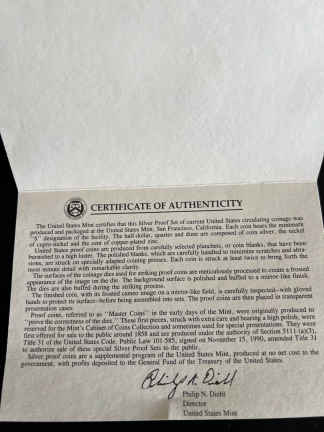 CERTIFICATE OF AUTHENTICITY
The United States Mint certifies that this Silver Proof Set of current United States circulating coinage was
produced and packaged at the United States Mint, San Francisco, California. Each coin bears the mintmark
"S" designation of the facility. The half-dollar, quarter and dime are composed of coin silver, the nickel
of cupro-nickel and the cent of copper-plated zinc.
United States proof coins are produced from carefully selected planchets, or coin blanks, that have been
burnished to a high luster. The polished blanks, which are carefully handled to minimize scratches and abra-
sions, are struck on specially adapted coining presses. Each coin is struck at least twice to bring forth the
most minute detail with remarkable clarity.
The surfaces of the coinage dies used for striking proof coins are meticulously processed to create a frosted
appearance of the image on the die. The background surface is polished and buffed to a mirror-like finish.
The dies are also buffed during the striking process.
The finished coin, with its frosted cameo image on a mirror-like field, is carefully inspected--with gloved
hands to protect its surface--before being assembled into sets. The proof coins are then placed in transparent
presentation cases.
Proof coins, referred to as "Master Coins" in the early days of the Mint, were originally produced to
"prove the correctness of the dies." These first pieces, struck with extra care and bearing a high polish, were
reserved for the Mint's Cabinet of Coins Collection and sometimes used for special presentations. They were
first offered for sale to the public around 1858 and are produced under the authority of Section 5111 (a)(3),
Title 31 of the United States Code. Public Law 101-585, signed on November 15, 1990, amended Title 31
to authorize sale of these special Silver Proof Sets to the public.
Silver proof coins are a supplemental program of the United States Mint, produced at no net cost to the
government, with profits deposited to the General Fund of the Treasury of the United States.
Philip N. Diehl
Philip N. Diehl
Director
United States Mint